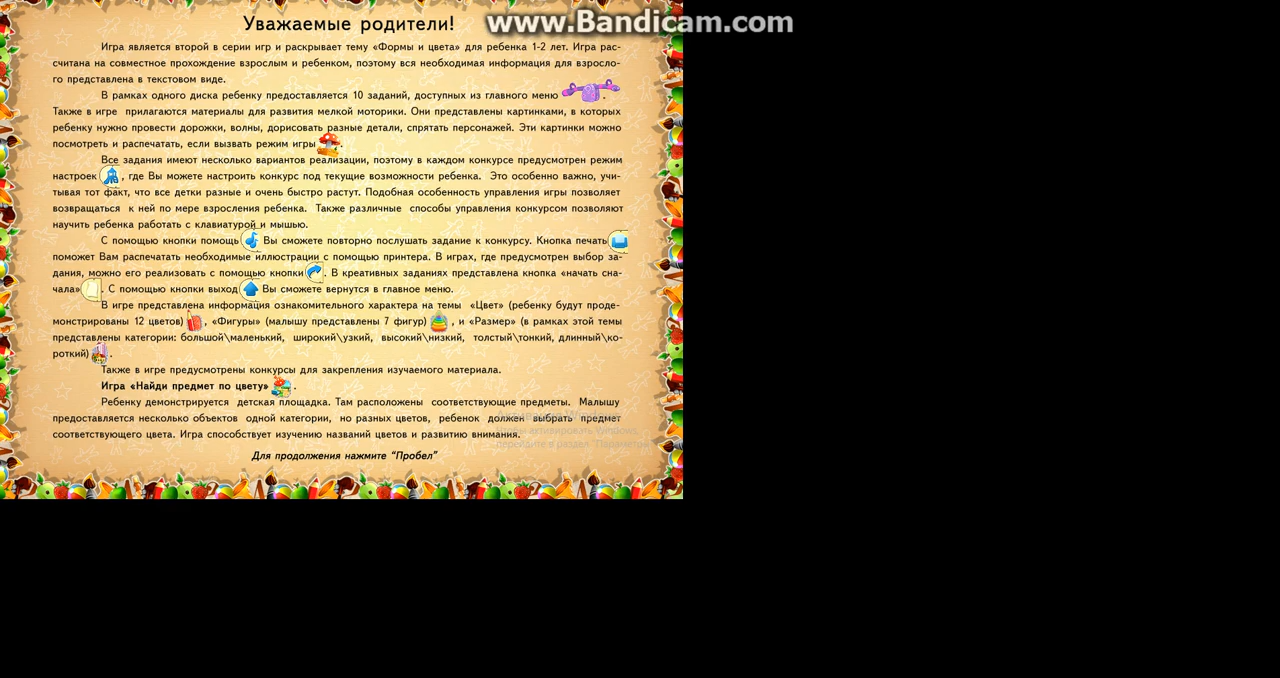 Уважаемые родители!
www.Bandicam.com
Игра является второй в серии игр и раскрывает тему «Формы и цвета» для ребенка 1-2 лет. Игра рас-
считана на совместное прохождение взрослым и ребенком, поэтому вся необходимая информация для взросло-
го представлена в текстовом виде.
В рамках одного диска ребенку предоставляется 10 заданий, доступных из главного меню .
Также в игре прилагаются материалы для развития мелкой моторики. Они представлены картинками, в которых
ребенку нужно провести дорожки, волны, дорисовать разные детали, спрятать персонажей. Эти картинки можно
посмотреть и распечатать, если вызвать режим игры .
Все задания имеют несколько вариантов реализации, поэтому в каждом конкурсе предусмотрен режим
настроек , где Вы можете настроить конкурс под текущие возможности ребенка. Это особенно важно, учи-
тывая тот факт, что все детки разные и очень быстро растут. Подобная особенность управления игры позволяет
возвращаться к ней по мере взросления ребенка. Также различные способы управления конкурсом позволяют
научить ребенка работать с клавиатурой и мышью.
С помощью кнопки помощь Вы сможете повторно послушать задание к конкурсу. Кнопка печать
поможет Вам распечатать необходимые иллюстрации с помощью принтера. В играх, где предусмотрен выбор за-
дания, можно его реализовать с помощью кнопки . В креативных заданиях представлена кнопка «начать сна-
чала» . С помощью кнопки выход Вы сможете вернутся в главное меню.
В игре представлена информация ознакомительного характера на темы «Цвет» (ребенку будут проде-
монстрированы 12 цветов) , «Фигуры» (малышу представлены 7 фигур) , и «Размер» (в рамках этой темы
представлены категории: большой\маленький, широкий\узкий, высокий\низкий, толстый\тонкий, длинный\ко-
роткий) .
Также в игре предусмотрены конкурсы для закрепления изучаемого материала.
Игра «Найди предмет по цвету» .
Ребенку демонстрируется детская площадка. Там расположены соответствующие предметы. Малышу
предоставляется несколько объектов одной категории, но разных цветов, ребенок должен выбрать предмет
соответствующего цвета. Игра способствует изучению названий цветов и развитию внимания.
Активация Windows
Чтобы активировать Windows,
перейдите в раздел "Параметры
Для продолжения нажмите “Пробел”